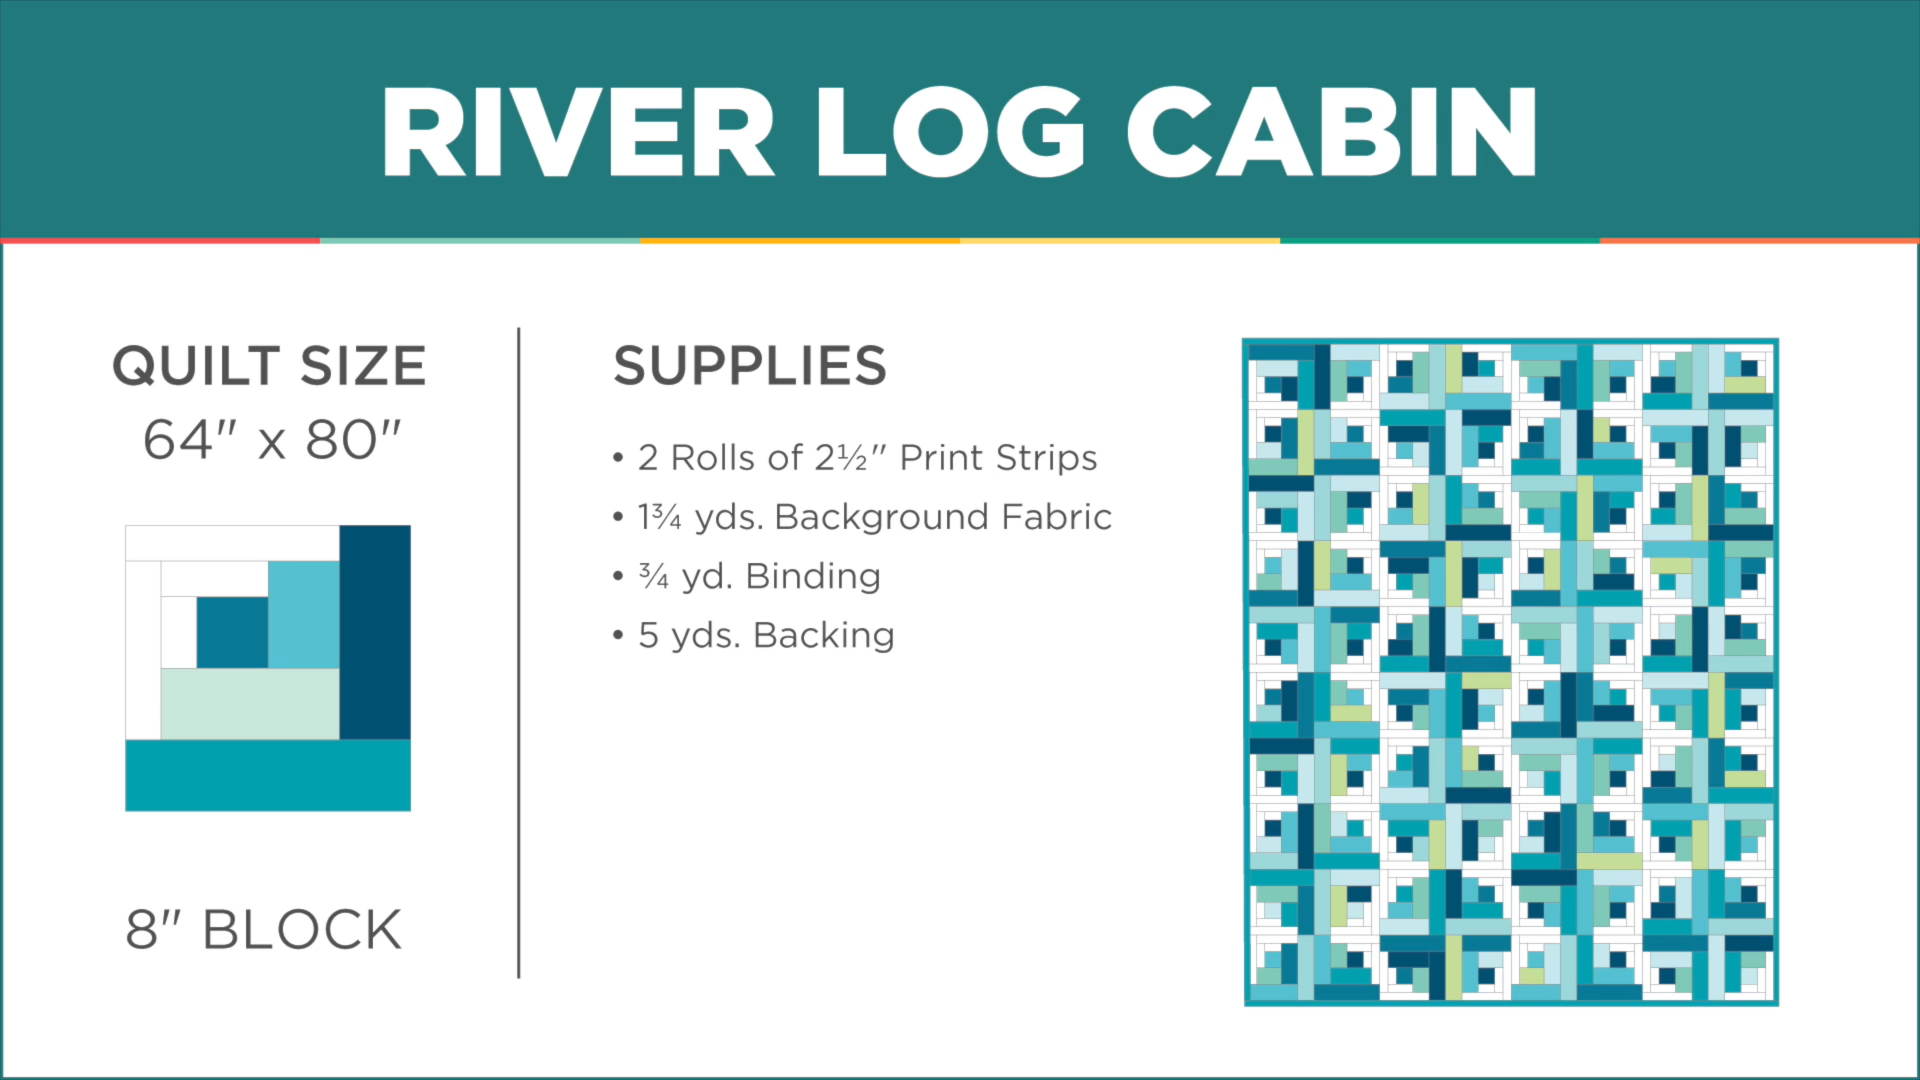 RIVER LOG CABIN
QUILT SIZE
64" x 80"
8" BLOCK
SUPPLIES
• 2 Rolls of 2½" Print Strips
• 1¾ yds. Background Fabric
• ¾ yd. Binding
• 5 yds. Backing